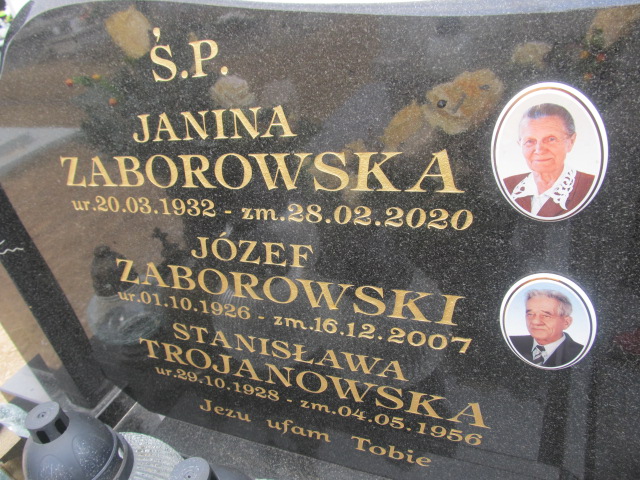 Ś.P.
JANINA
ZABOROWSKA
ur.20.03.1932 - zm.28.02.2020
JÓZEF
ZABOROWSKI
ur.01.10.1926 - zm.16.12.2007
STANISŁAWA
TROJANOWSKA
ur.29.10.1928 - zm.04.05.1956
Jezu ufam Tobie